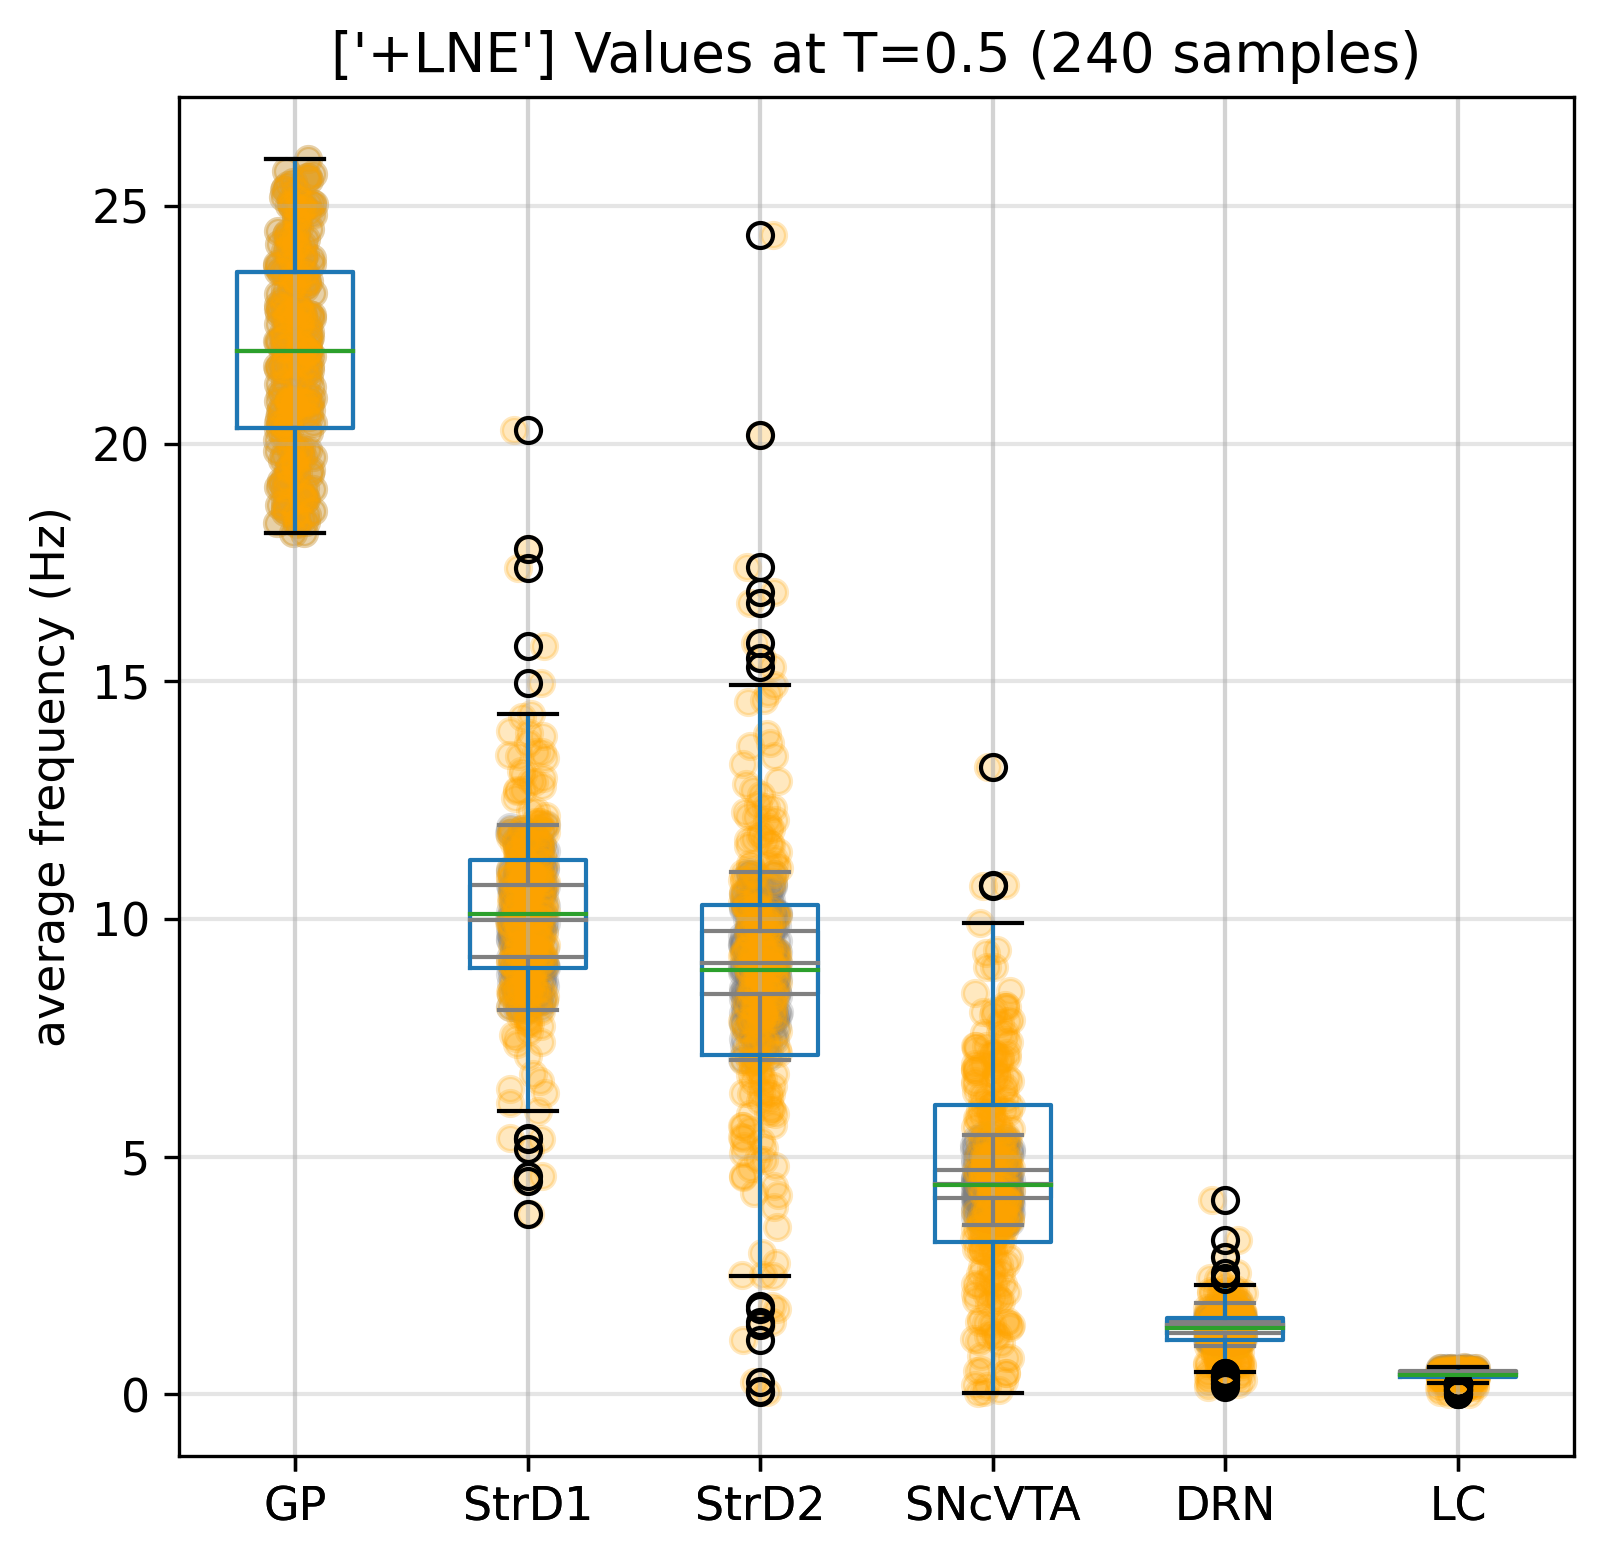 ['+LNE'] Values at T=0.5 (240 samples)
average frequency (Hz)
25
20
15
10
5
0
GP StrD1 StrD2 SNcVTA DRN LC